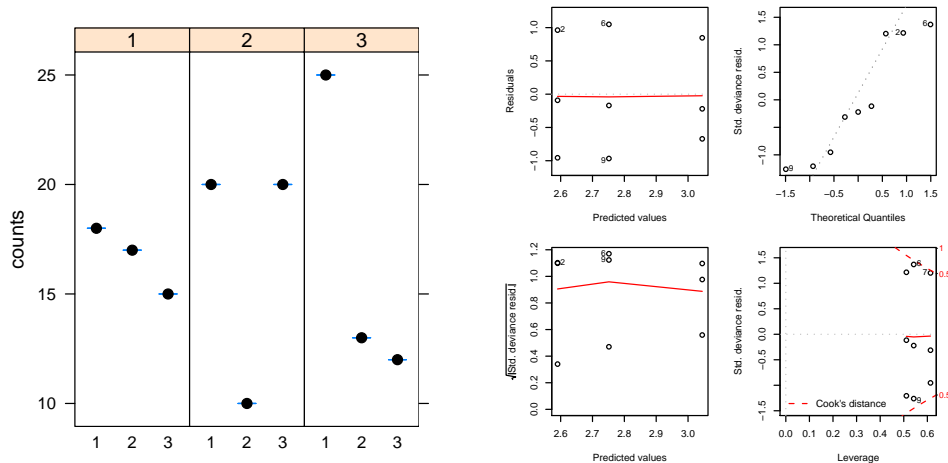 1 2 3
counts
25
20
15
10
1 2 3 1 2 3 1 2 3
Residuals
1.0
0.5
0.0
−0.5
−1.0
2
6
9
2.6 2.7 2.8 2.9 3.0
Predicted values
Std. deviance resid.
1.5
1.0
0.5
0.0
−1.0
6
2
9
−1.5 −0.5 0.5 1.0 1.5
Theoretical Quantiles
√|Std. deviance resid.|
1.2
1.0
0.8
0.6
0.4
0.2
0.0
2
6
9
2.6 2.7 2.8 2.9 3.0
Predicted values
Std. deviance resid.
1.5
1.0
0.5
0.0
−0.5
−1.5
1
0.5
0.5
6
7
9
Cook's distance
0.0 0.1 0.2 0.3 0.4 0.5 0.6
Leverage